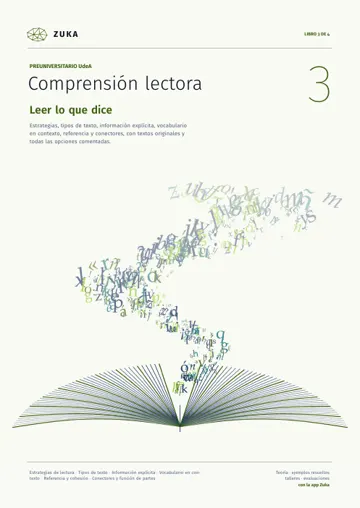 ZUKA
LIBRO 3 DE 4
PREUNIVERSITARIO UdeA
Comprensión lectora
3
Leer lo que dice
Estrategias, tipos de texto, información explícita, vocabulario
en contexto, referencia y conectores, con textos originales y
todas las opciones comentadas.
Estrategias de lectura · Tipos de texto · Información explícita · Vocabulario en con-
texto · Referencia y cohesión · Conectores y función de partes
Teoría · ejemplos resueltos
talleres · evaluaciones
con la app Zuka